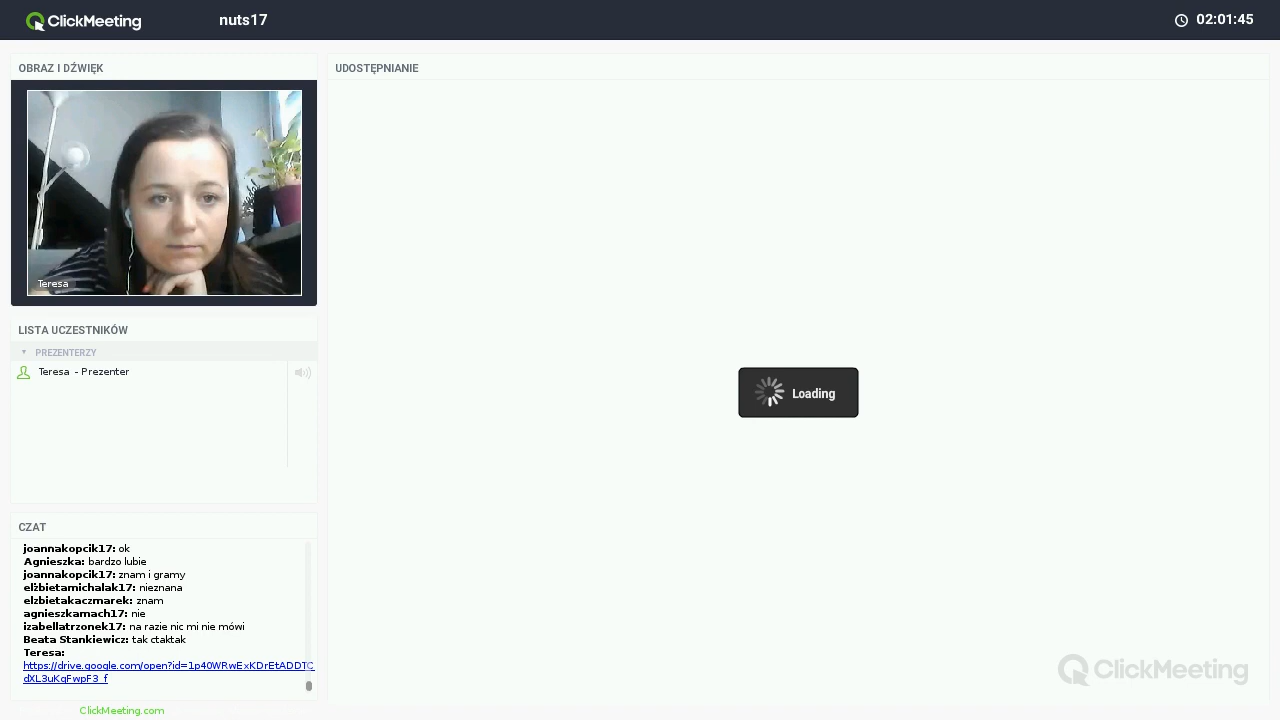 ClickMeeting
nuts17
02:01:45
OBRAZ I DŹWIĘK
UDOSTĘPNIANIE
Teresa
LISTA UCZESTNIKÓW
PREZENTERZY
Teresa - Prezenter
Loading
CZAT
joannakopcik17: ok
Agnieszka: bardzo lubie
joannakopcik17: znam i gramy
elżbietamichalak17: nieznana
elzbietakaczmarek: znam
agnieszkamach17: nie
izabellatrzonek17: na razie nic mi nie mówi
Beata Stankiewicz: tak ctaktak
Teresa:
https://drive.google.com/open?id=1p40WRwExKDrEtADDTC_
dXL3uKqFwpF3_f
ClickMeeting
ClickMeeting.com